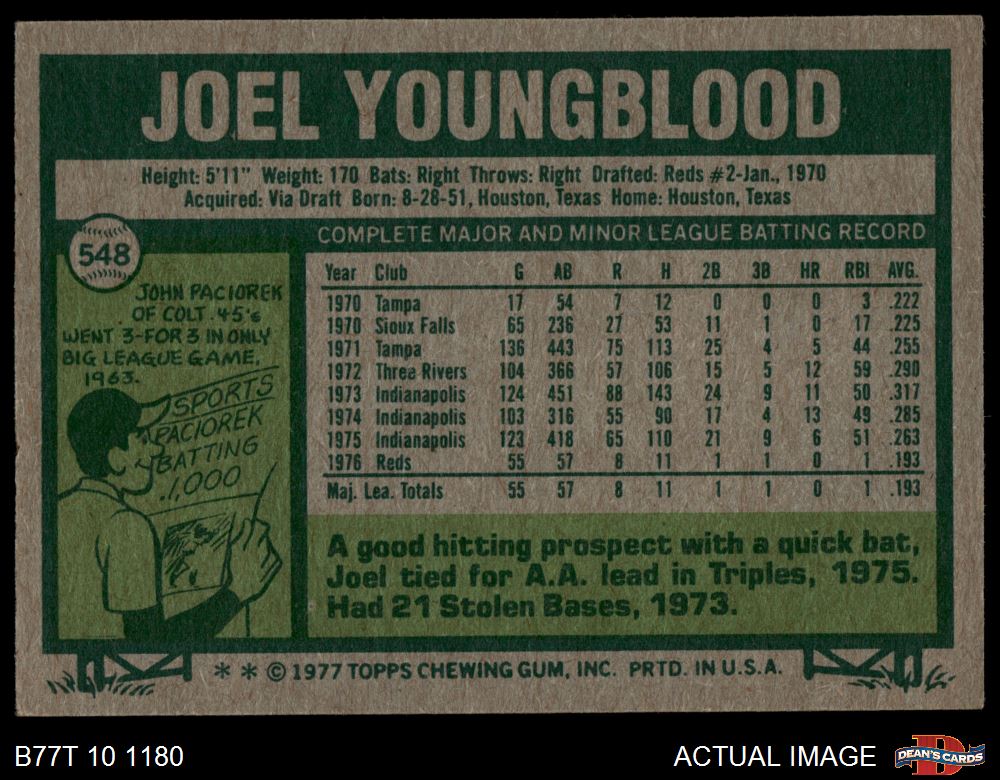 JOEL YOUNGBLOOD
Height: 5'11" Weight: 170 Bats: Right Throws: Right Drafted: Reds #2-Jan., 1970
Acquired: Via Draft Born: 8-28-51, Houston, Texas Home: Houston, Texas
548
JOHN PACIOREK
OF COLT .45's
WENT 3-FOR 3 IN ONLY
BIG LEAGUE GAME,
1963.
SPORTS
PACIOREK
BATTING
.1,000
COMPLETE MAJOR AND MINOR LEAGUE BATTING RECORD
Year Club G AB R H 2B 3B HR RBI AVG.
1970 Tampa 17 54 7 12 0 0 0 3 .222
1970 Sioux Falls 65 236 27 53 11 1 0 17 .225
1971 Tampa 136 443 75 113 25 4 5 44 .255
1972 Three Rivers 104 366 57 106 15 5 12 59 .290
1973 Indianapolis 124 451 88 143 24 9 11 50 .317
1974 Indianapolis 103 316 55 90 17 4 13 49 .285
1975 Indianapolis 123 418 65 110 21 9 6 51 .263
1976 Reds 55 57 8 11 1 1 0 1 .193
Maj. Lea. Totals 55 57 8 11 1 1 0 1 .193
A good hitting prospect with a quick bat,
Joel tied for A.A. lead in Triples, 1975.
Had 21 Stolen Bases, 1973.
* * © 1977 TOPPS CHEWING GUM, INC. PRTD. IN U.S.A.
B77T 10 1180
ACTUAL IMAGE
D
DEAN'S CARDS